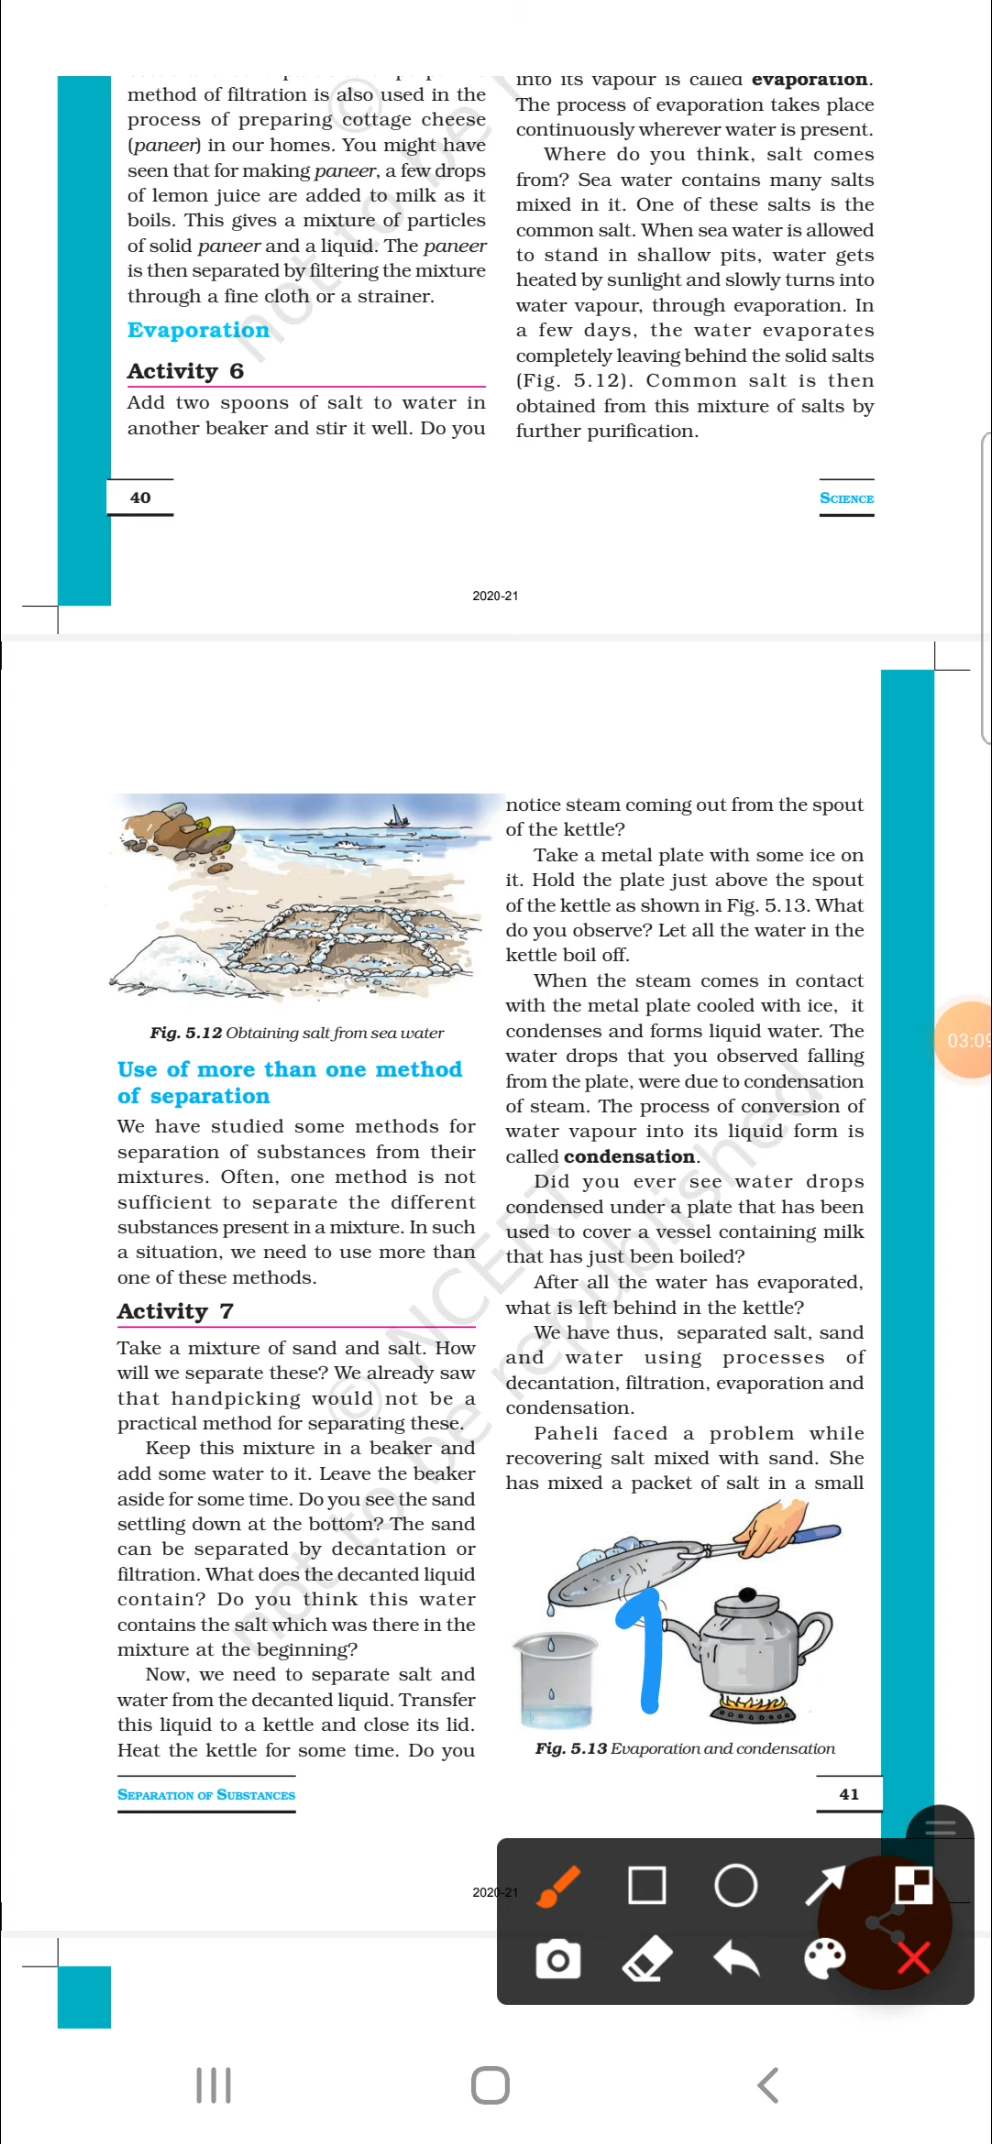 method of filtration is also used in the
process of preparing cottage cheese
(paneer) in our homes. You might have
seen that for making paneer, a few drops
of lemon juice are added to milk as it
boils. This gives a mixture of particles
of solid paneer and a liquid. The paneer
is then separated by filtering the mixture
through a fine cloth or a strainer.
Evaporation
Activity 6
Add two spoons of salt to water in
another beaker and stir it well. Do you
into its vapour is called evaporation.
The process of evaporation takes place
continuously wherever water is present.
Where do you think, salt comes
from? Sea water contains many salts
mixed in it. One of these salts is the
common salt. When sea water is allowed
to stand in shallow pits, water gets
heated by sunlight and slowly turns into
water vapour, through evaporation. In
a few days, the water evaporates
completely leaving behind the solid salts
(Fig. 5.12). Common salt is then
obtained from this mixture of salts by
further purification.
40
SCIENCE
2020-21
Fig. 5.12 Obtaining salt from sea water
Use of more than one method
of separation
We have studied some methods for
separation of substances from their
mixtures. Often, one method is not
sufficient to separate the different
substances present in a mixture. In such
a situation, we need to use more than
one of these methods.
Activity 7
Take a mixture of sand and salt. How
will we separate these? We already saw
that handpicking would not be a
practical method for separating these.
Keep this mixture in a beaker and
add some water to it. Leave the beaker
aside for some time. Do you see the sand
settling down at the bottom? The sand
can be separated by decantation or
filtration. What does the decanted liquid
contain? Do you think this water
contains the salt which was there in the
mixture at the beginning?
Now, we need to separate salt and
water from the decanted liquid. Transfer
this liquid to a kettle and close its lid.
Heat the kettle for some time. Do you
notice steam coming out from the spout
of the kettle?
Take a metal plate with some ice on
it. Hold the plate just above the spout
of the kettle as shown in Fig. 5.13. What
do you observe? Let all the water in the
kettle boil off.
When the steam comes in contact
with the metal plate cooled with ice, it
condenses and forms liquid water. The
water drops that you observed falling
from the plate, were due to condensation
of steam. The process of conversion of
water vapour into its liquid form is
called condensation.
Did you ever see water drops
condensed under a plate that has been
used to cover a vessel containing milk
that has just been boiled?
After all the water has evaporated,
what is left behind in the kettle?
We have thus, separated salt, sand
and water using processes of
decantation, filtration, evaporation and
condensation.
Paheli faced a problem while
recovering salt mixed with sand. She
has mixed a packet of salt in a small
Fig. 5.13 Evaporation and condensation
SEPARATION OF SUBSTANCES
41
2020-21
03:09
© NCERT
not to be republished